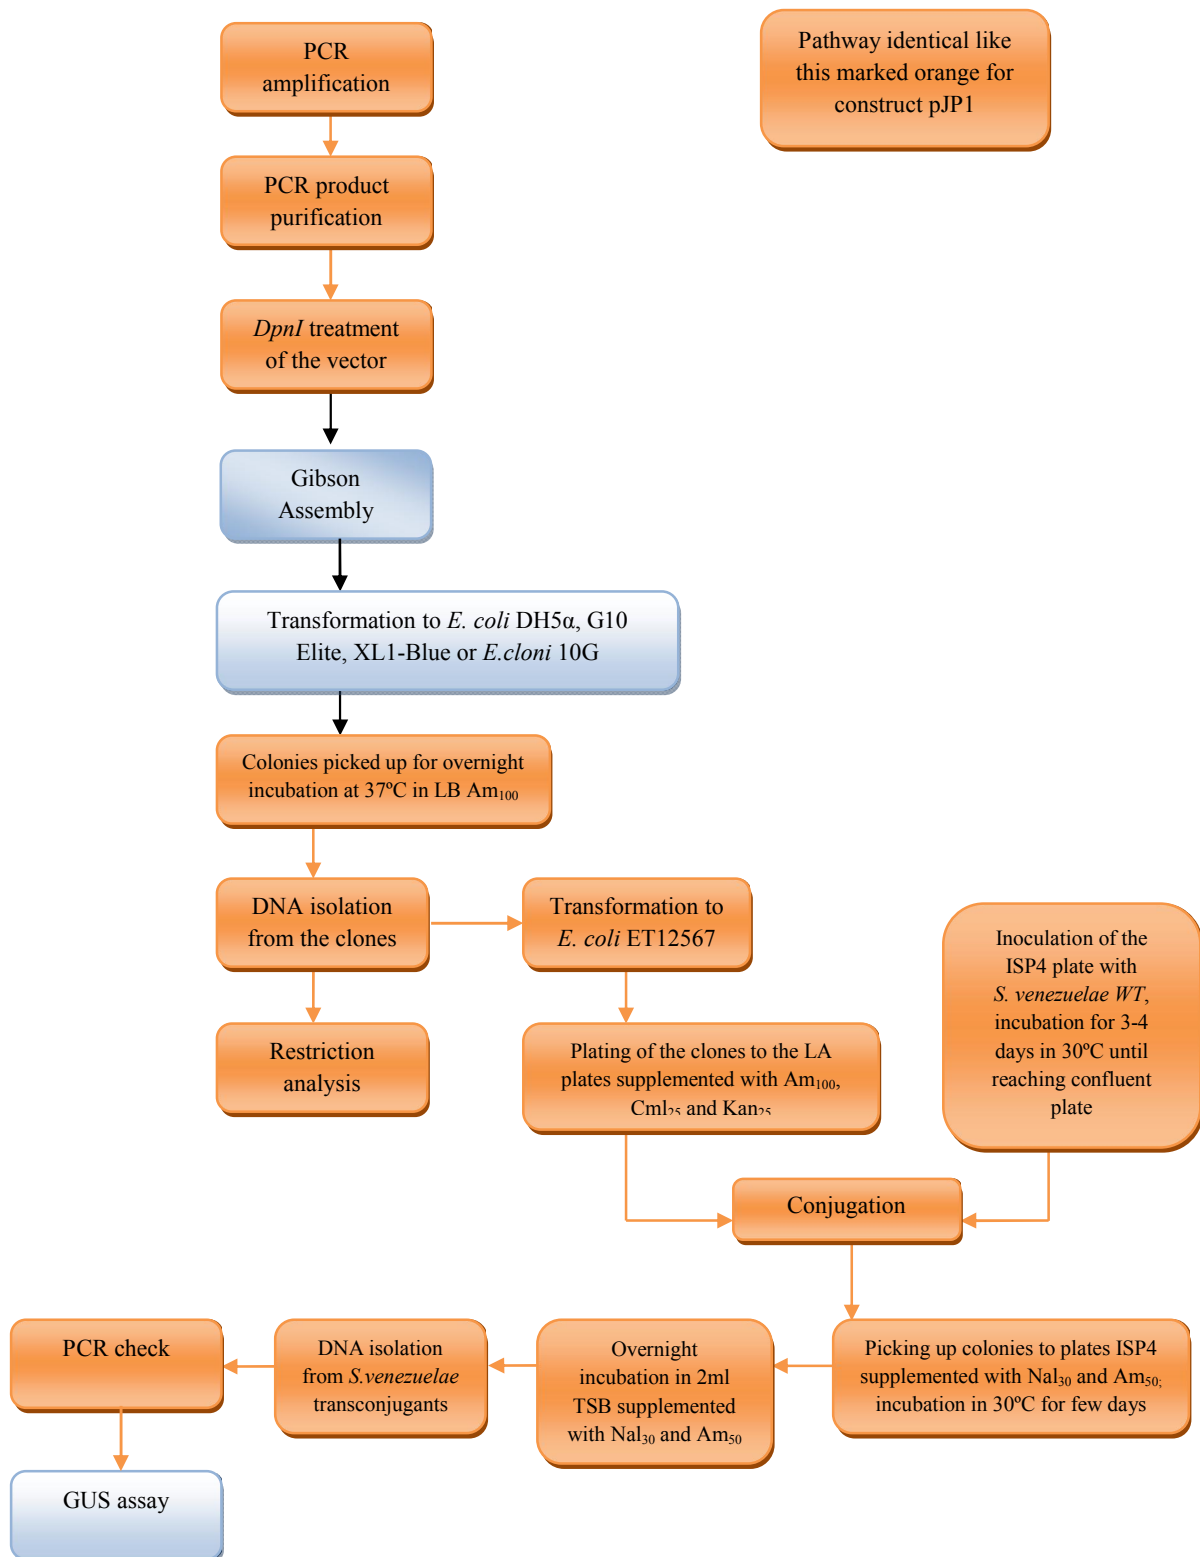 PCR
amplification
Pathway identical like
this marked orange for
construct pJP1
PCR product
purification
DpnI treatment
of the vector
Gibson
Assembly
Transformation to E. coli DH5α, G10
Elite, XL1-Blue or E.cloni 10G
Colonies picked up for overnight
incubation at 37ºC in LB Am₁₀₀
DNA isolation
from the clones
Transformation to
E. coli ET12567
Inoculation of the
ISP4 plate with
S. venezuelae WT,
incubation for 3-4
days in 30ºC until
reaching confluent
plate
Restriction
analysis
Plating of the clones to the LA
plates supplemented with Am₁₀₀,
Cml₂₅ and Kan₂₅
Conjugation
PCR check
DNA isolation
from S.venezuelae
transconjugants
Overnight
incubation in 2ml
TSB supplemented
with Nal₃₀ and Am₅₀
Picking up colonies to plates ISP4
supplemented with Nal₃₀ and Am₅₀;
incubation in 30ºC for few days
GUS assay